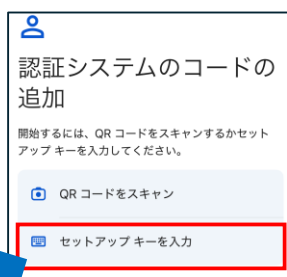 認証システムのコードの
追加
開始するには、QR コードをスキャンするかセット
アップ キーを入力してください。
QR コードをスキャン
セットアップ キーを入力